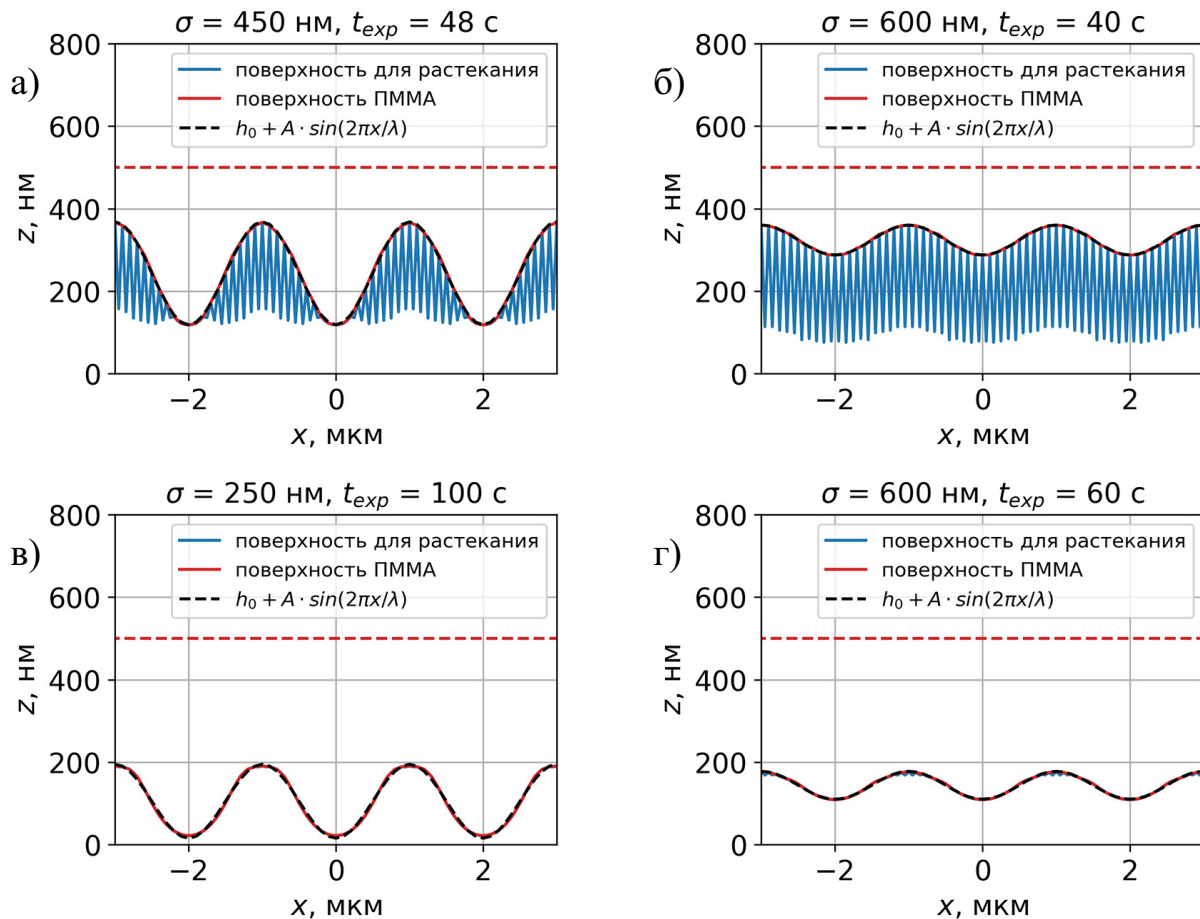 а)
σ = 450 нм, t_exp = 48 с
800
600
400
200
0
z, нм
поверхность для растекания
поверхность ПММА
h₀ + A · sin(2πx/λ)
−2 0 2
x, мкм
б)
σ = 600 нм, t_exp = 40 с
800
600
400
200
0
z, нм
поверхность для растекания
поверхность ПММА
h₀ + A · sin(2πx/λ)
−2 0 2
x, мкм
в)
σ = 250 нм, t_exp = 100 с
800
600
400
200
0
z, нм
поверхность для растекания
поверхность ПММА
h₀ + A · sin(2πx/λ)
−2 0 2
x, мкм
г)
σ = 600 нм, t_exp = 60 с
800
600
400
200
0
z, нм
поверхность для растекания
поверхность ПММА
h₀ + A · sin(2πx/λ)
−2 0 2
x, мкм